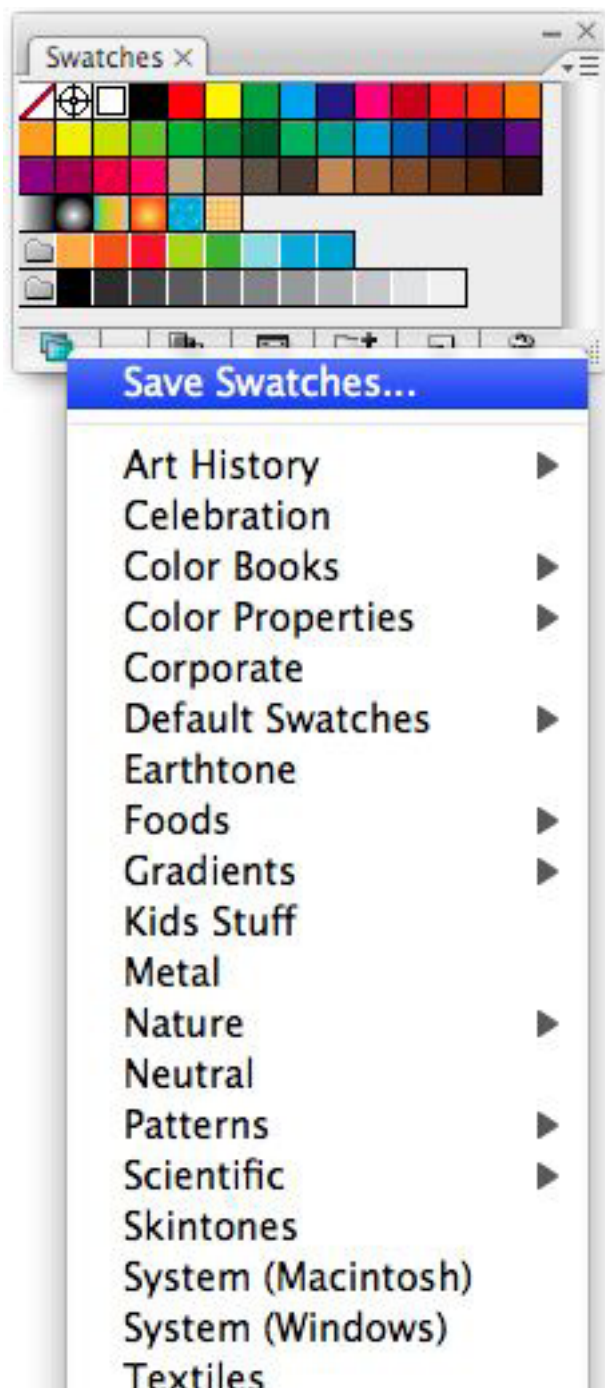 Swatches
Save Swatches...
Art History
Celebration
Color Books
Color Properties
Corporate
Default Swatches
Earthtone
Foods
Gradients
Kids Stuff
Metal
Nature
Neutral
Patterns
Scientific
Skintones
System (Macintosh)
System (Windows)
Textiles